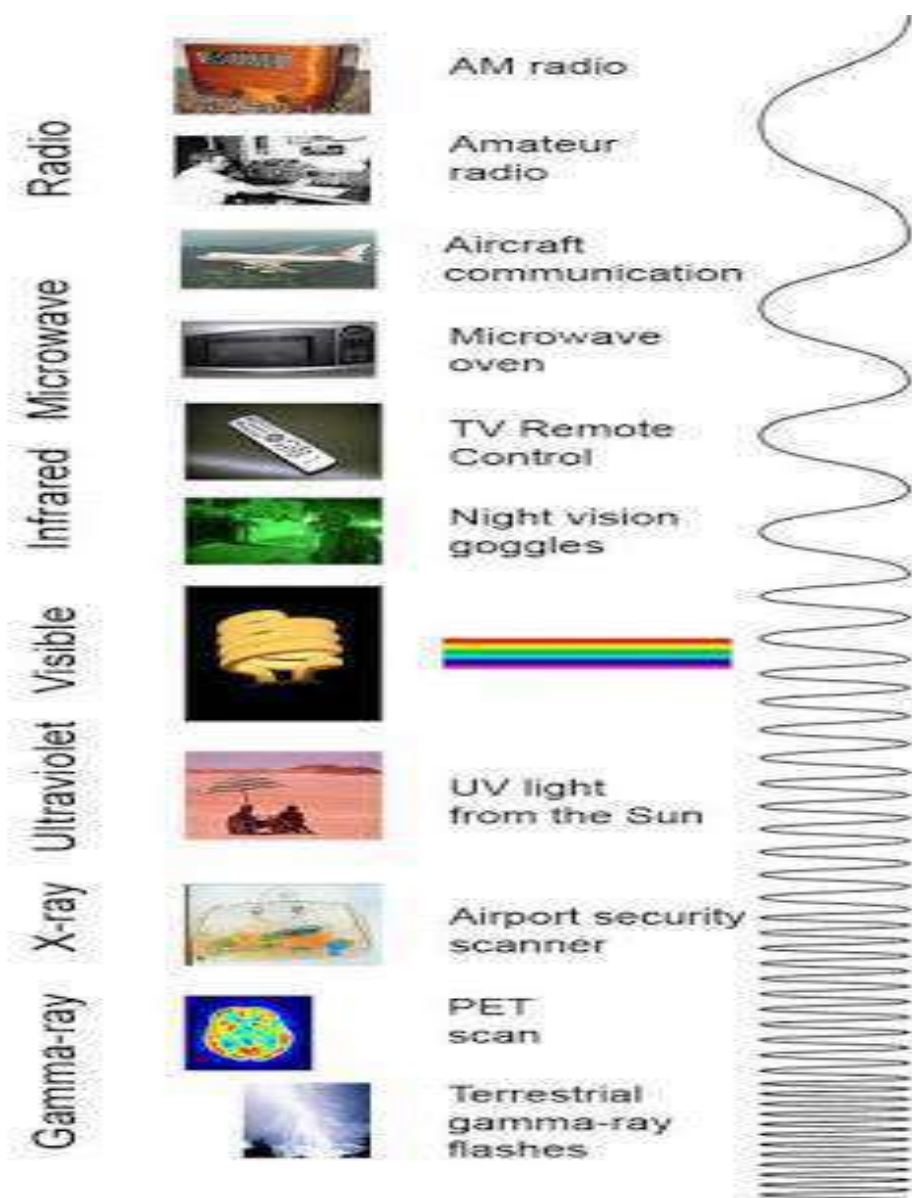 Radio
AM radio
Amateur
radio
Aircraft
communication
Microwave
Microwave
oven
Infrared
TV Remote
Control
Night vision
goggles
Visible
Ultraviolet
UV light
from the Sun
X-ray
Airport security
scanner
Gamma-ray
PET
scan
Terrestrial
gamma-ray
flashes